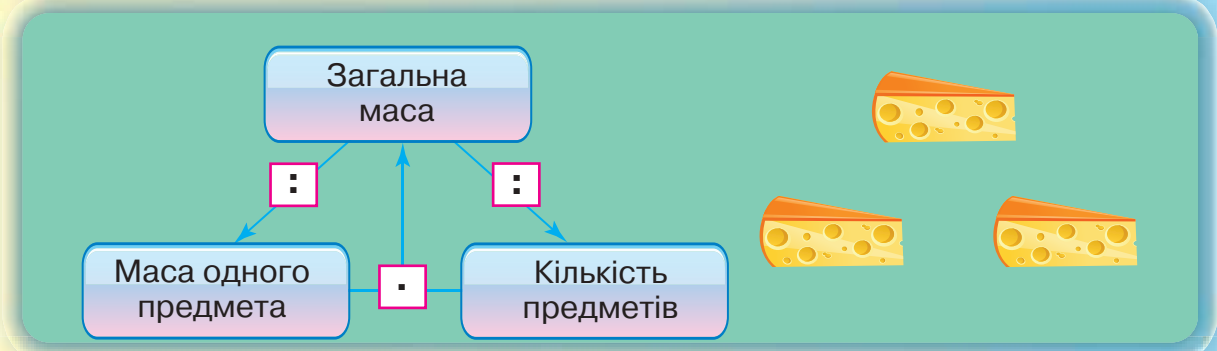 Загальна
маса
:
:
Маса одного
предмета
·
Кількість
предметів